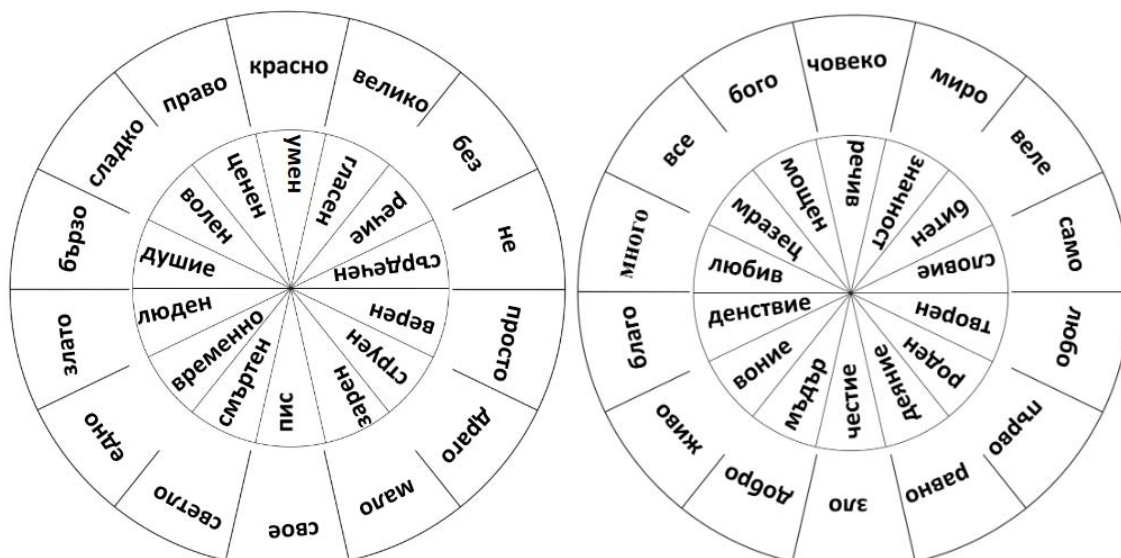 красно
велико
без
не
просто
драго
мало
свое
светло
едно
злато
бързо
сладко
право
умен
гласен
речие
сърдечен
верен
струен
зарен
пис
смъртен
временно
люден
душие
волен
ценен
човеко
миро
веле
само
любо
първо
равно
зло
добро
живо
благо
много
все
бого
речив
значност
битен
словие
творен
роден
деяние
честие
мъдър
воние
денствие
любив
мразец
мощен